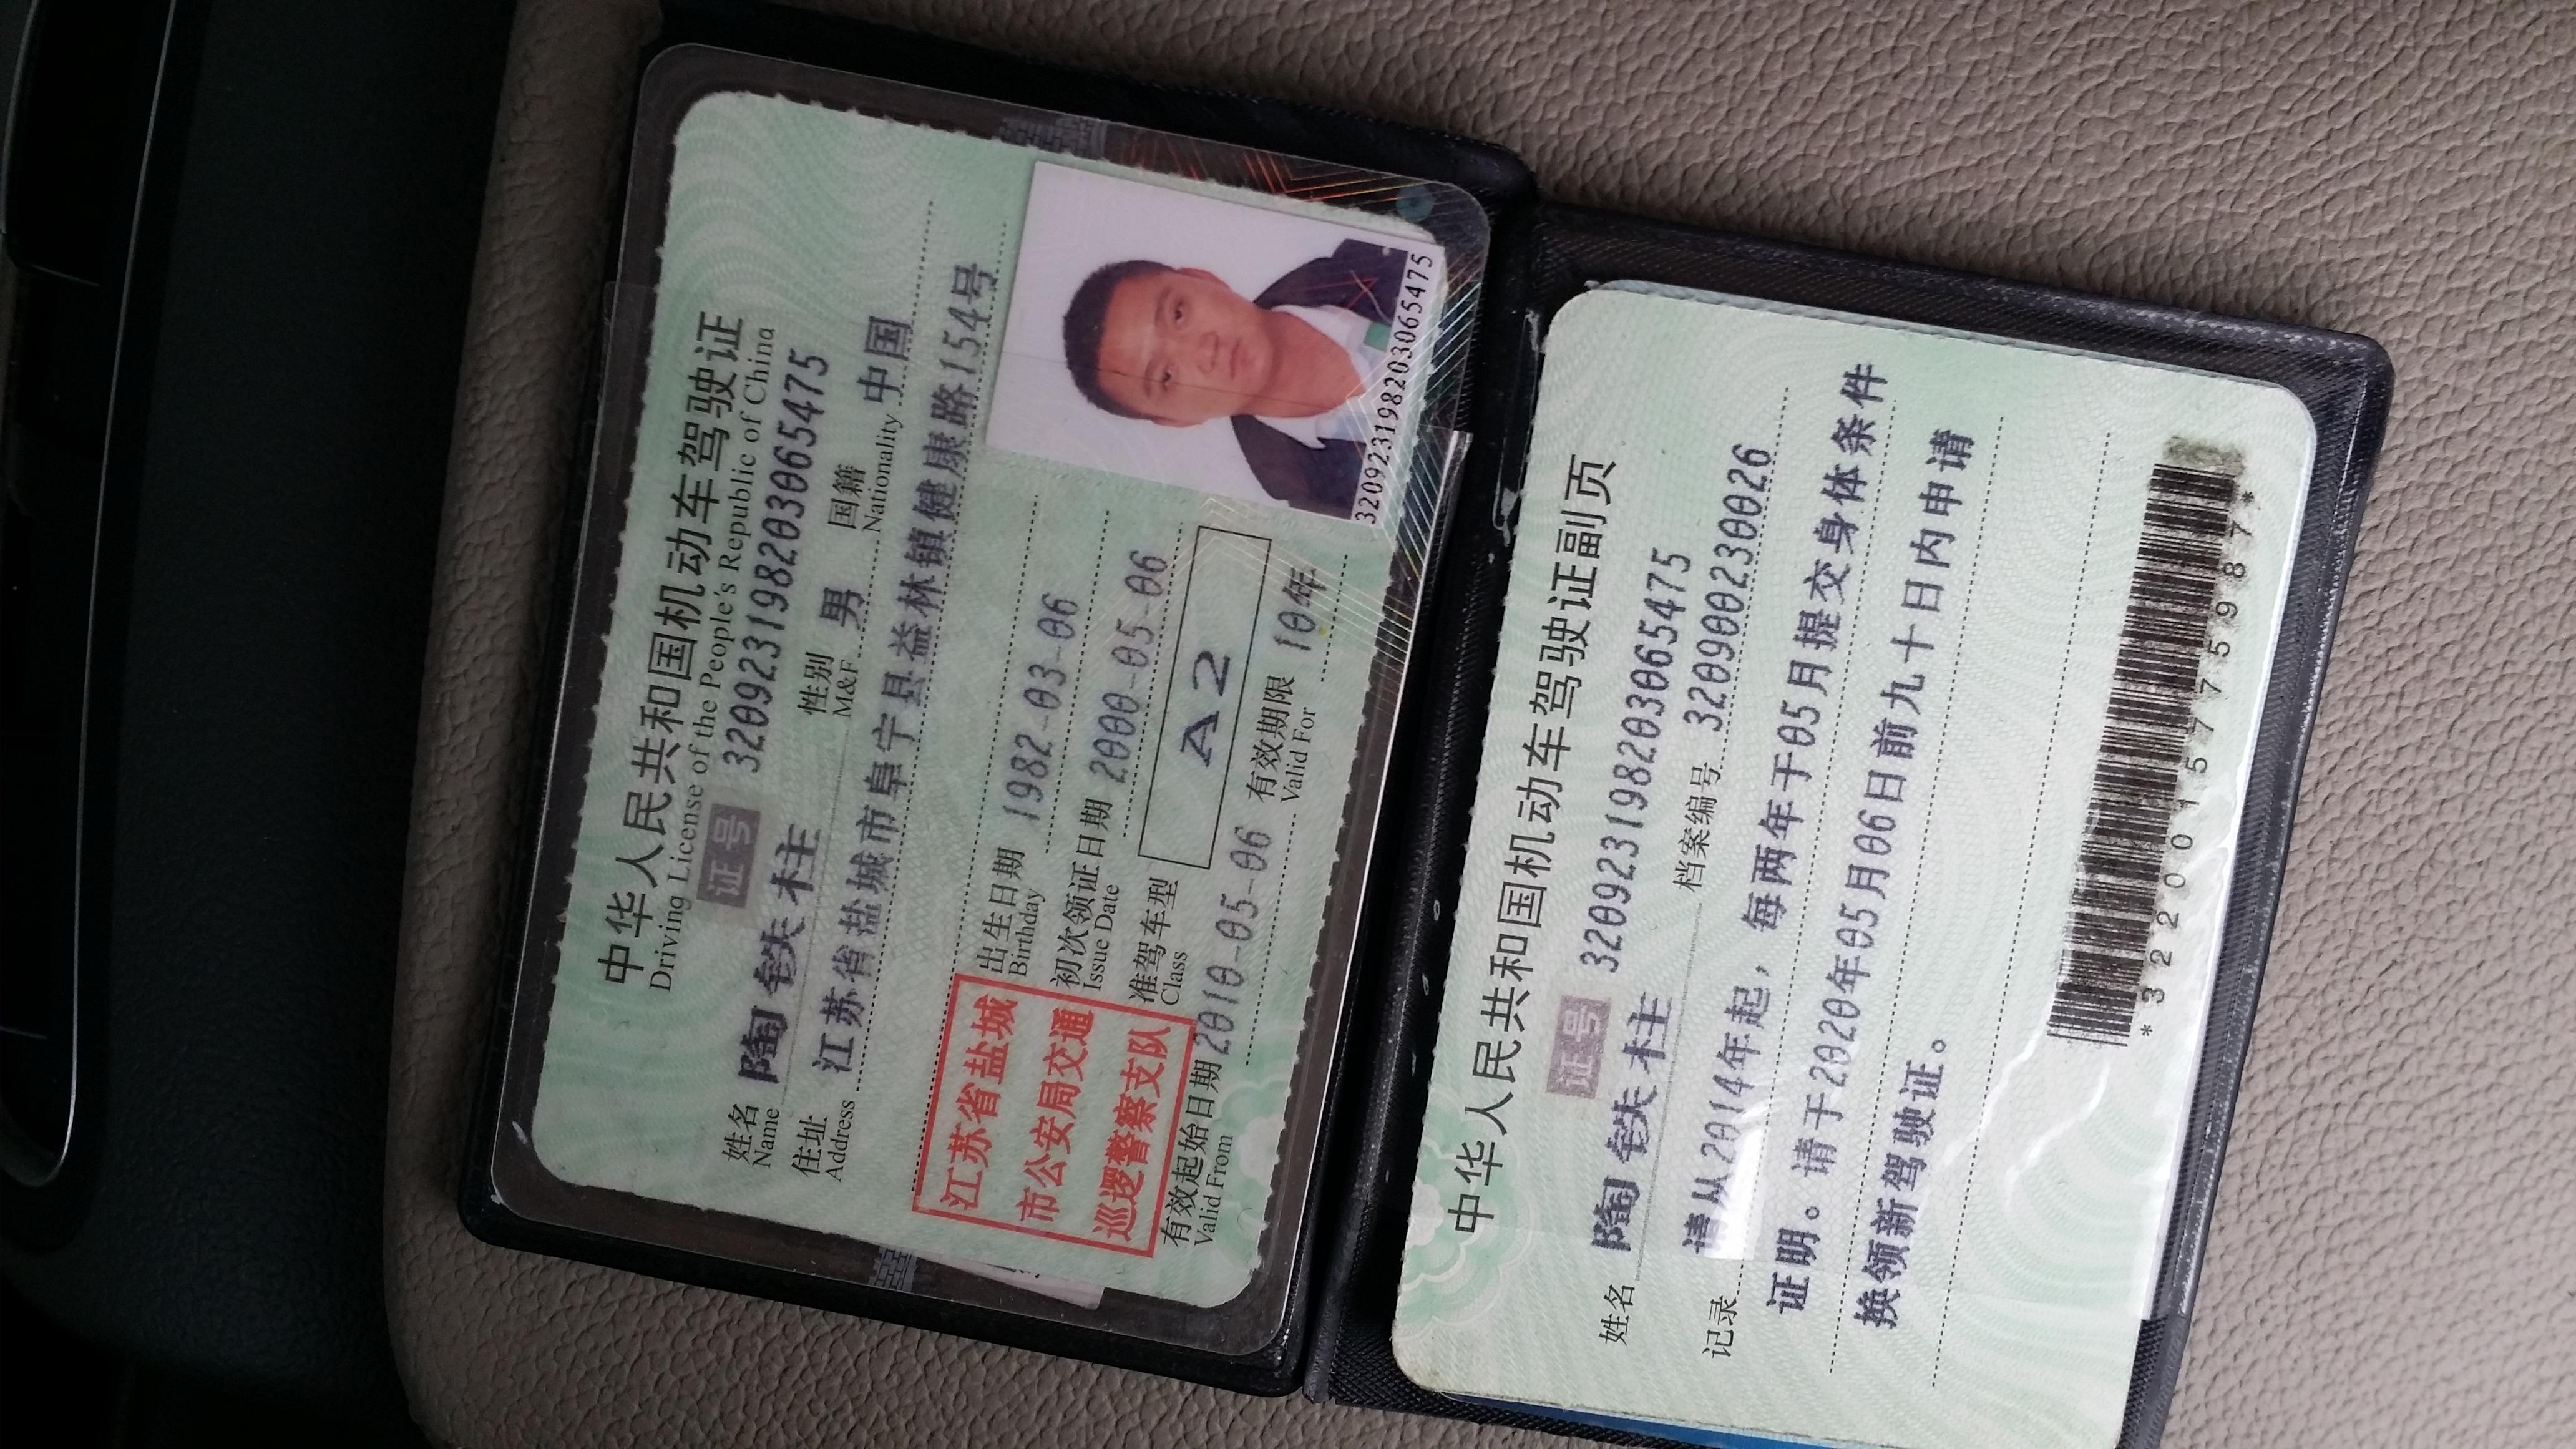 中华人民共和国机动车驾驶证
Driving License of the People's Republic of China
证号 320923198203065475
姓名 陶铁柱 性别 男 国籍 中国
Name M&F Nationality
住址 江苏省盐城市阜宁县益林镇健康路154号
Address
出生日期 1982-03-06
Birthday
初次领证日期 2000-05-06
Issue Date
准驾车型 A2
Class
有效起始日期 2010-05-06 有效期限 10年
Valid From Valid For
江苏省盐城
市公安局交通
巡逻警察支队
320923198203065475
中华人民共和国机动车驾驶证副页
证号 320923198203065475
姓名 陶铁柱 档案编号 320900230026
记录 请从2014年起，每两年于05月提交身体条件
证明。请于2020年05月06日前九十日内申请
换领新驾驶证。
*3220015775987*